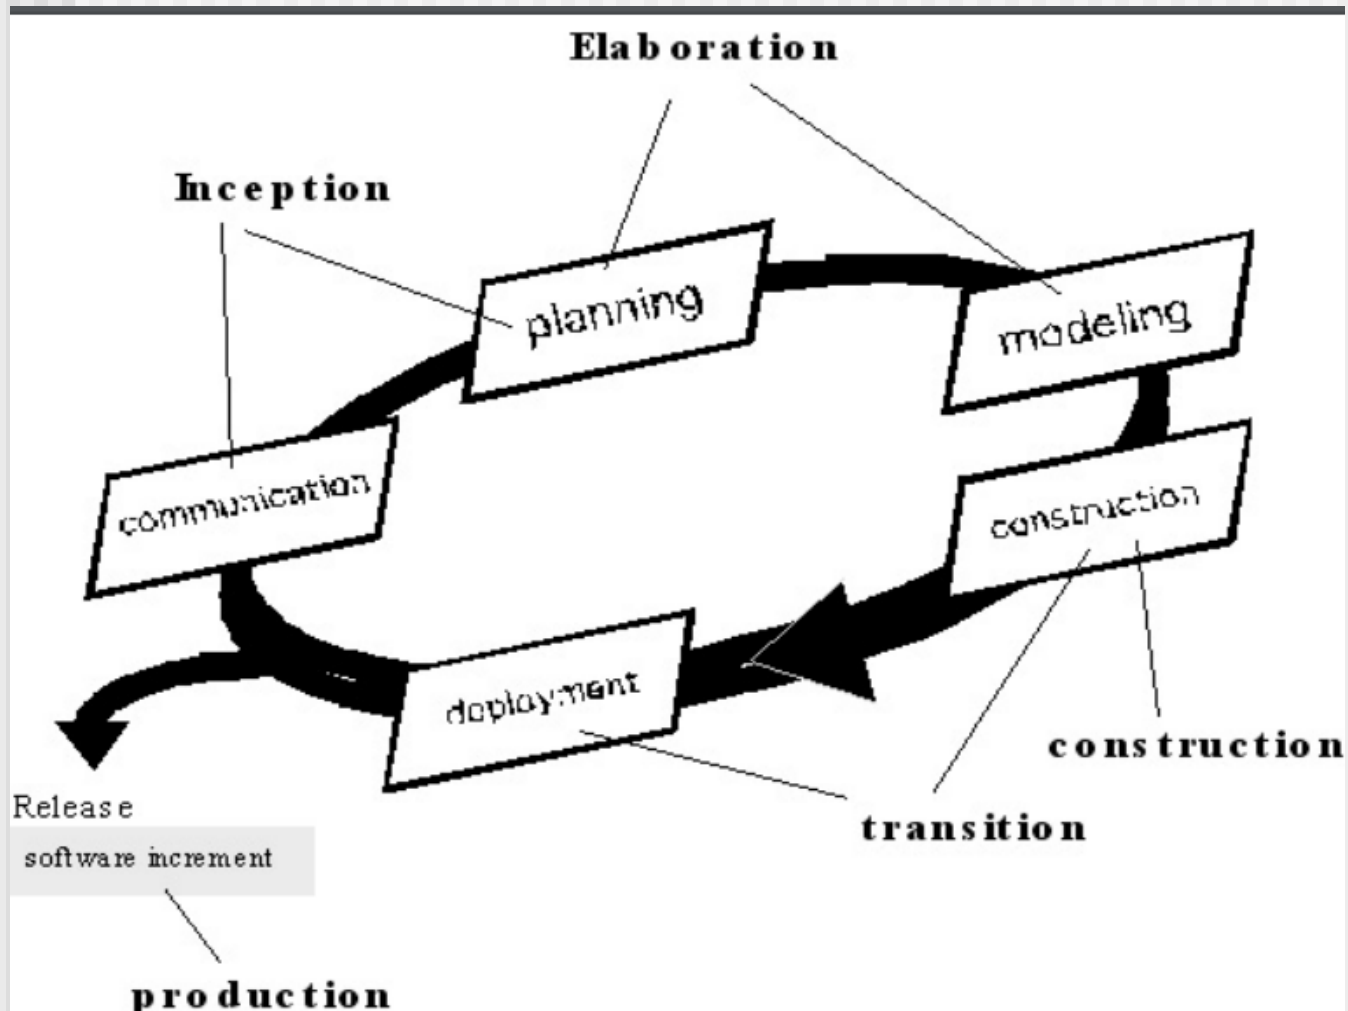 Elaboration
Inception
planning
modeling
communication
construction
deployment
construction
transition
Release
software increment
production